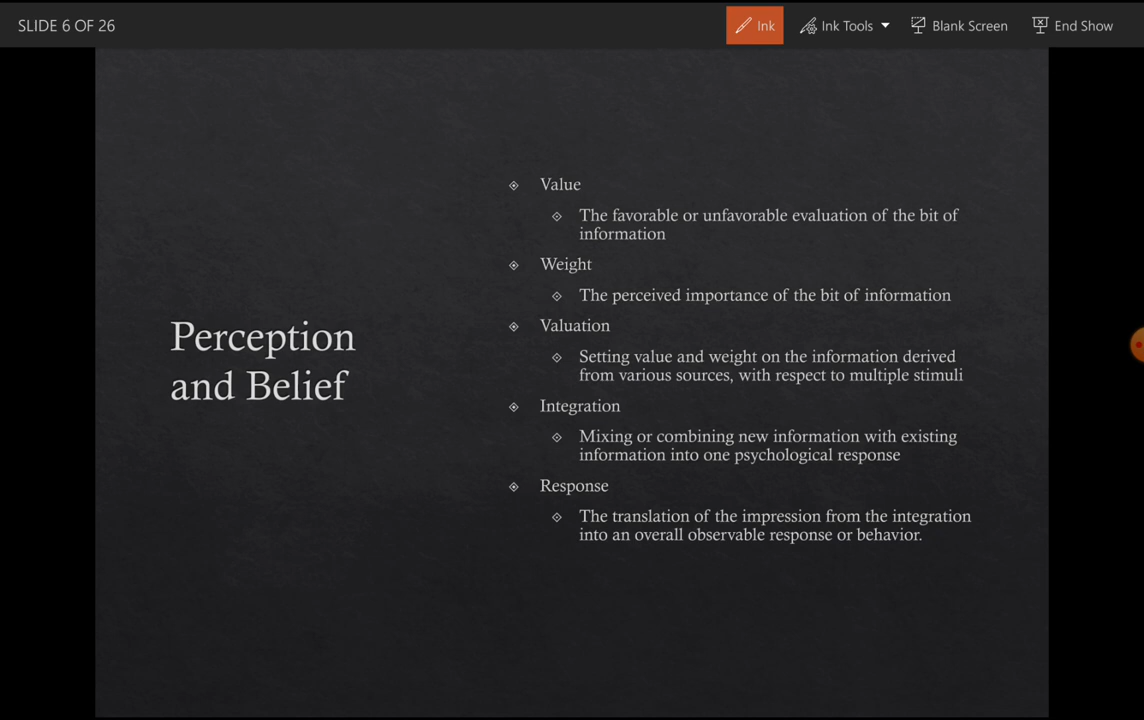 SLIDE 6 OF 26
Ink
Ink Tools
Blank Screen
End Show
Perception
and Belief
Value
The favorable or unfavorable evaluation of the bit of
information
Weight
The perceived importance of the bit of information
Valuation
Setting value and weight on the information derived
from various sources, with respect to multiple stimuli
Integration
Mixing or combining new information with existing
information into one psychological response
Response
The translation of the impression from the integration
into an overall observable response or behavior.